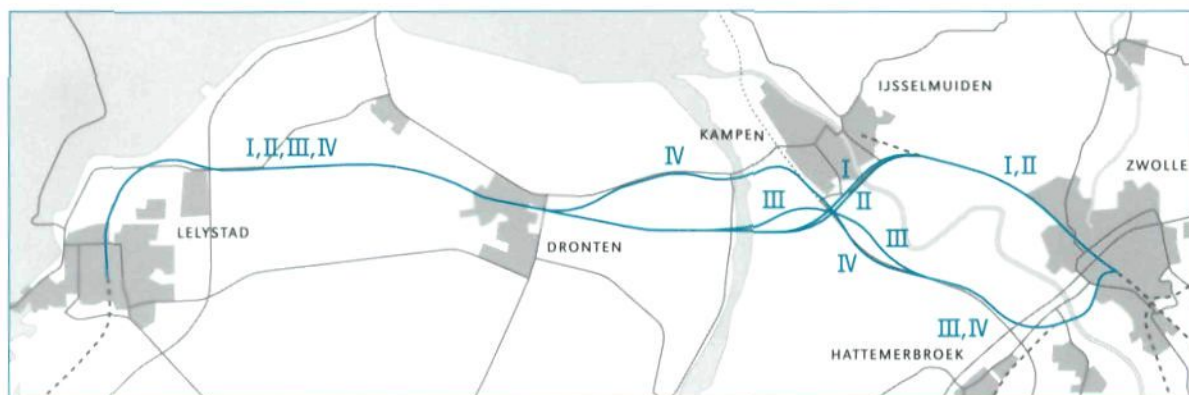 IJSSELMUIDEN
KAMPEN
I, II, III, IV
IV
I
I, II
ZWOLLE
III
II
LELYSTAD
DRONTEN
III
IV
III, IV
HATTEMERBROEK